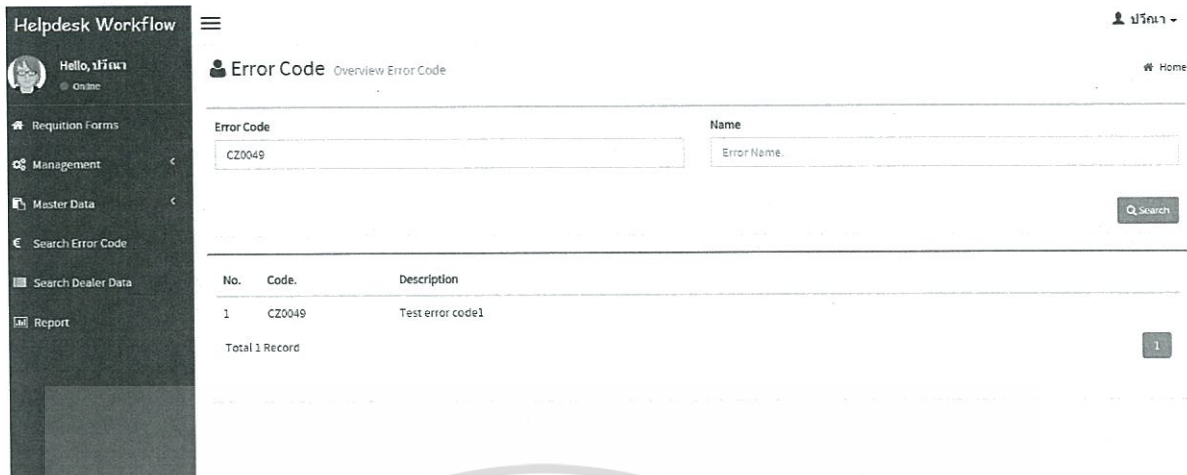 Helpdesk Workflow
ปวีณา
Hello, ปวีณา
Online
Requition Forms
Management
Master Data
Search Error Code
Search Dealer Data
Report
Error Code Overview Error Code
Home
Error Code
Name
CZ0049
Error Name.
Search
No. Code. Description
1 CZ0049 Test error code1
Total 1 Record
1